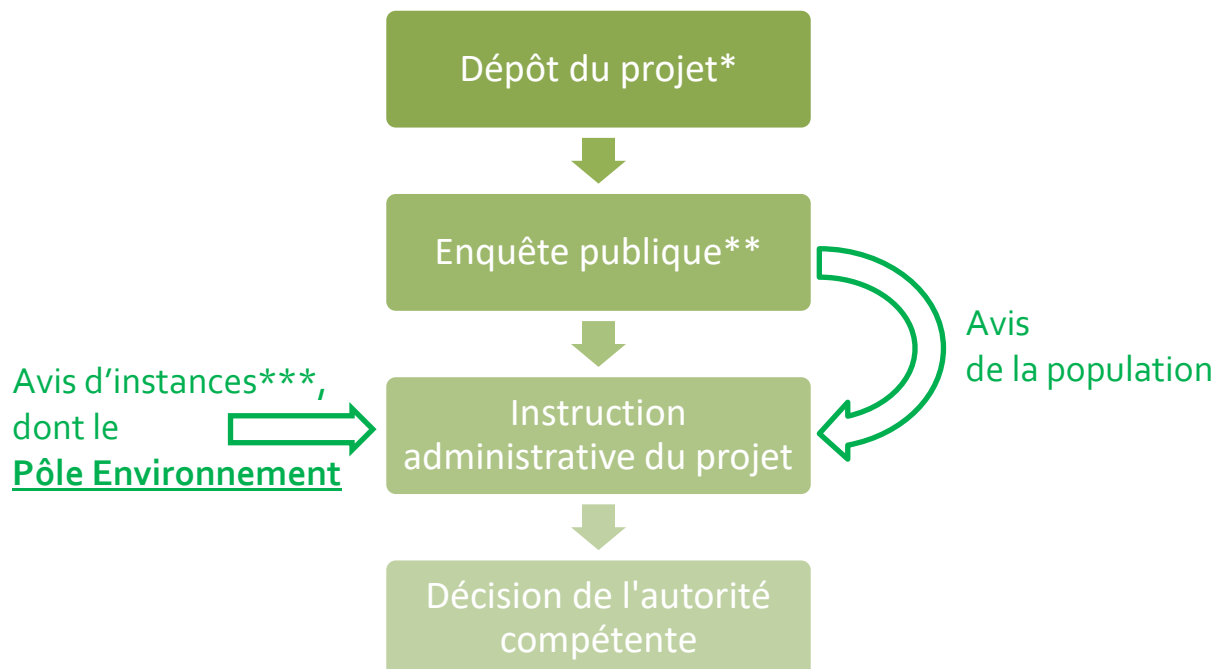 Dépôt du projet*
Enquête publique**
Avis
de la population
Avis d’instances***,
dont le
Pôle Environnement
Instruction
administrative du projet
Décision de l'autorité
compétente